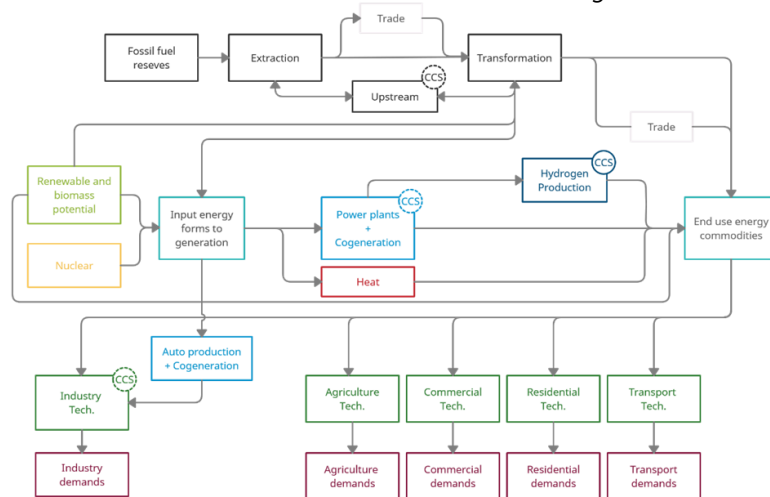 Trade
Fossil fuel
reseves
Extraction
Transformation
CCS
Upstream
Trade
Renewable and
biomass
potential
Input energy
forms to
generation
CCS
Power plants
+
Cogeneration
CCS
Hydrogen
Production
End use energy
commodities
Nuclear
Heat
Auto production
+ Cogeneration
CCS
Industry
Tech.
Agriculture
Tech.
Commercial
Tech.
Residential
Tech.
Transport
Tech.
Industry
demands
Agriculture
demands
Commercial
demands
Residential
demands
Transport
demands